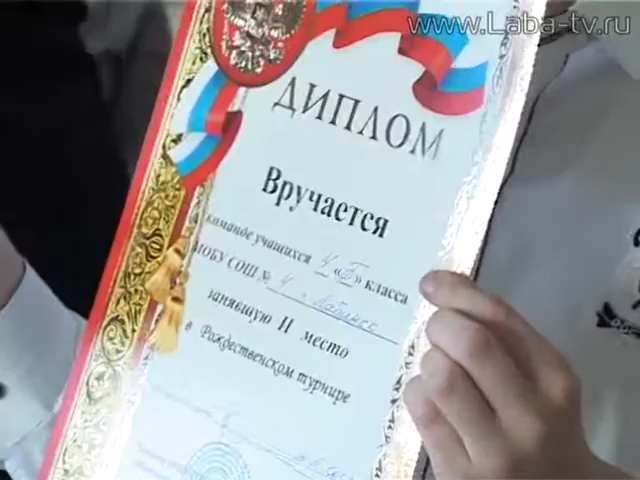 www.Laba-tv.ru
ДИПЛОМ
Вручается
команде учащихся 4 «Б» класса
МОБУ СОШ № 4 г. Лабинск
занявшую II место
в Рождественском турнире